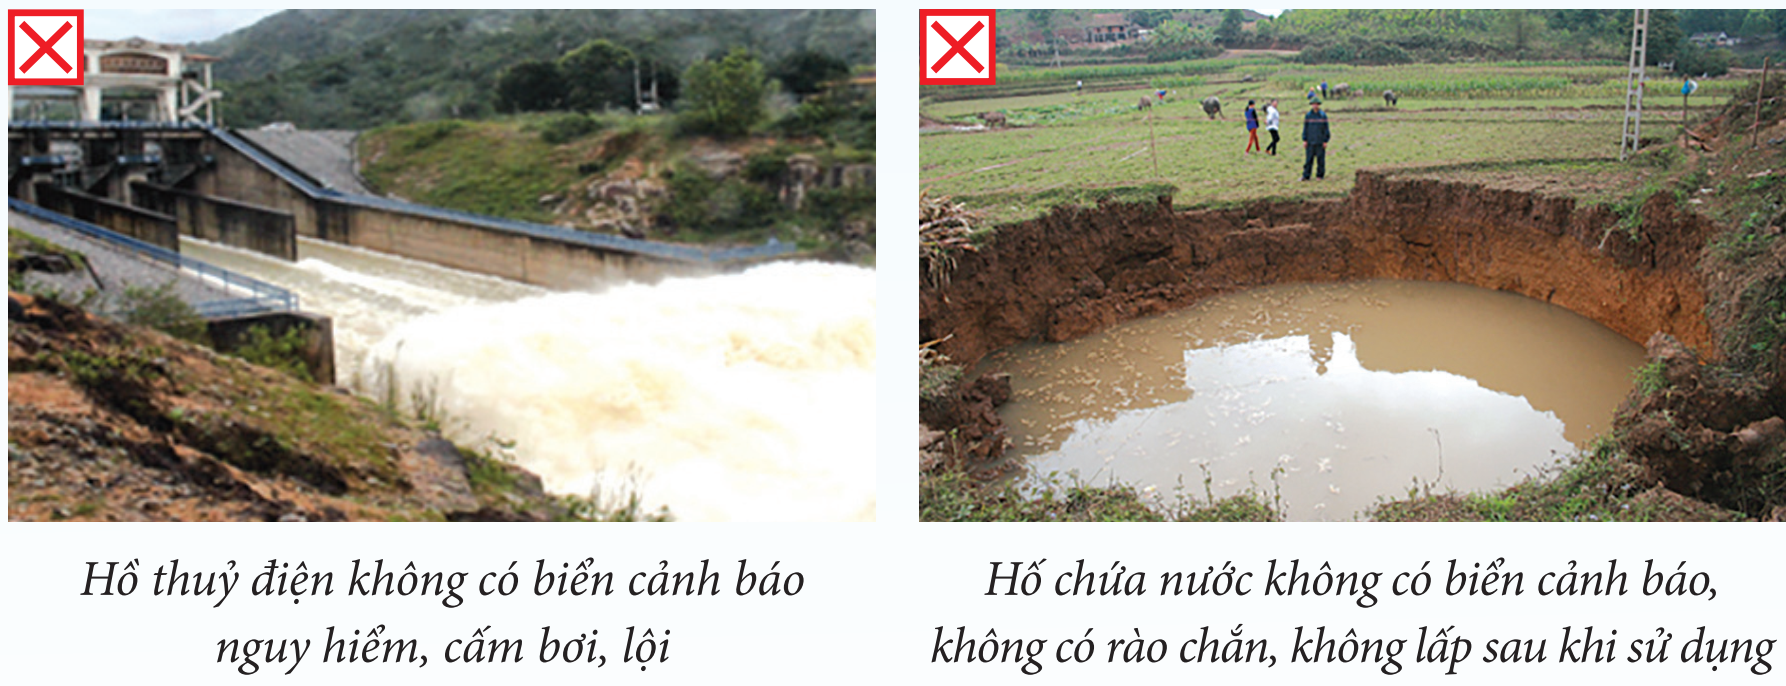 Hồ thuỷ điện không có biển cảnh báo
nguy hiểm, cấm bơi, lội
Hố chứa nước không có biển cảnh báo,
không có rào chắn, không lấp sau khi sử dụng